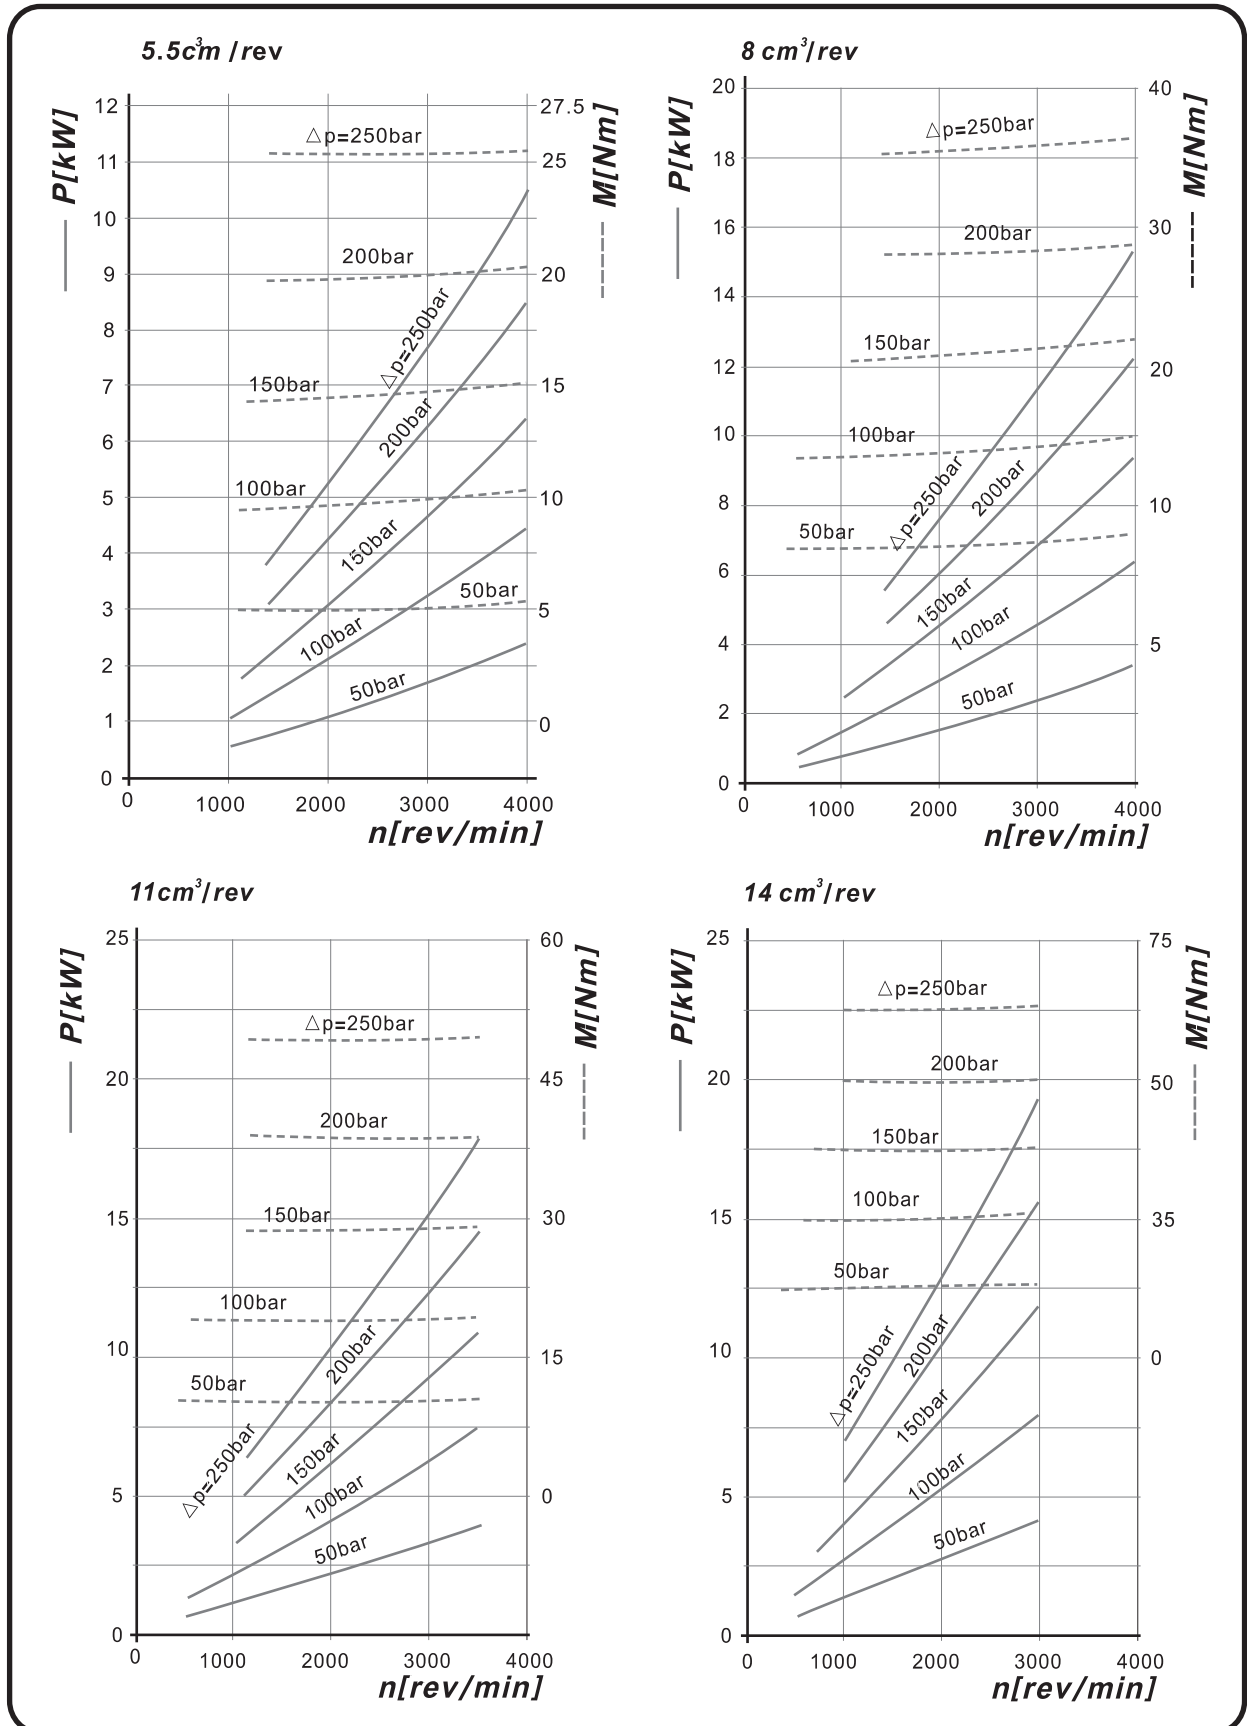 5.5c³m /rev
P[kW]
M[Nm]
12
11
10
9
8
7
6
5
4
3
2
1
0
27.5
25
20
15
10
5
0
△p=250bar
200bar
150bar
100bar
50bar
△p=250bar
200bar
150bar
100bar
50bar
0 1000 2000 3000 4000
n[rev/min]
8 cm³/rev
P[kW]
M[Nm]
20
18
16
14
12
10
8
6
4
2
0
40
30
20
10
5
△p=250bar
200bar
150bar
100bar
50bar
△p=250bar
200bar
150bar
100bar
50bar
0 1000 2000 3000 4000
n[rev/min]
11cm³/rev
P[kW]
M[Nm]
25
20
15
10
5
0
60
45
30
15
0
△p=250bar
200bar
150bar
100bar
50bar
△p=250bar
200bar
150bar
100bar
50bar
0 1000 2000 3000 4000
n[rev/min]
14 cm³/rev
P[kW]
M[Nm]
25
20
15
10
5
0
75
50
35
0
△p=250bar
200bar
150bar
100bar
50bar
△p=250bar
200bar
150bar
100bar
50bar
0 1000 2000 3000 4000
n[rev/min]